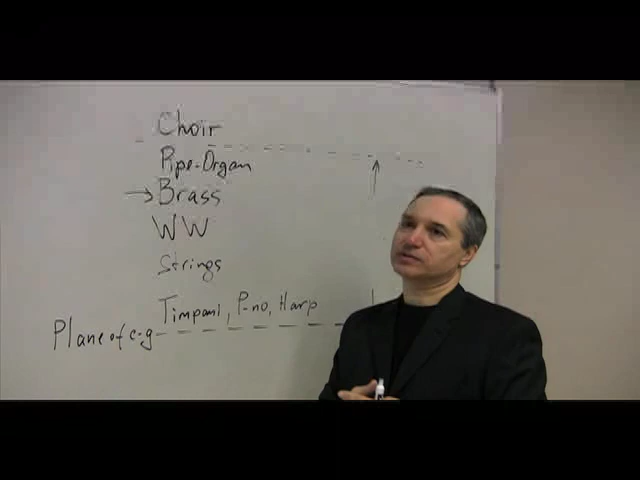 Choir
Pipe-Organ
→ Brass
WW
Strings
Timpani, P-no, Harp
Plane of c-g